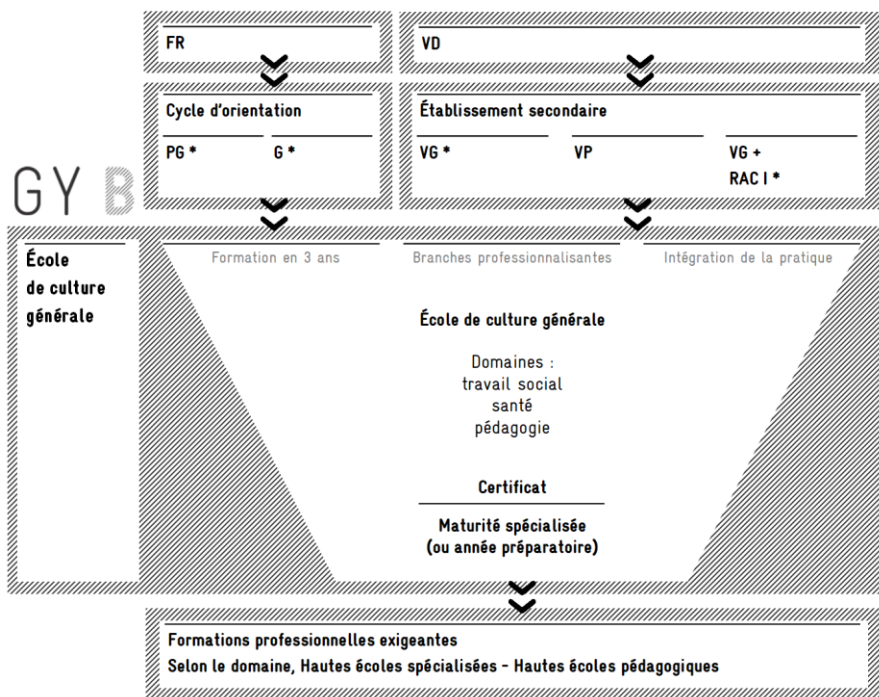 FR
VD
Cycle d'orientation
Établissement secondaire
PG *
G *
VG *
VP
VG +
RAC I *
GY B
École
de culture
générale
Formation en 3 ans
Branches professionnalisantes
Intégration de la pratique
École de culture générale
Domaines :
travail social
santé
pédagogie
Certificat
Maturité spécialisée
(ou année préparatoire)
Formations professionnelles exigeantes
Selon le domaine, Hautes écoles spécialisées - Hautes écoles pédagogiques